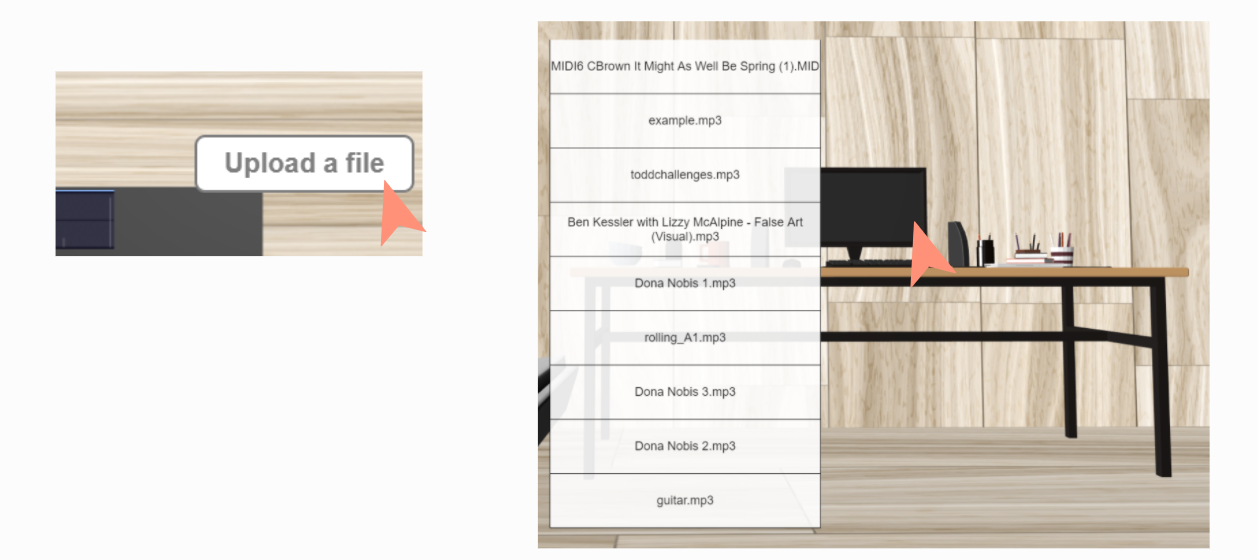 Upload a file
MIDI6 CBrown It Might As Well Be Spring (1).MID
example.mp3
toddchallenges.mp3
Ben Kessler with Lizzy McAlpine - False Art
(Visual).mp3
Dona Nobis 1.mp3
rolling_A1.mp3
Dona Nobis 3.mp3
Dona Nobis 2.mp3
guitar.mp3